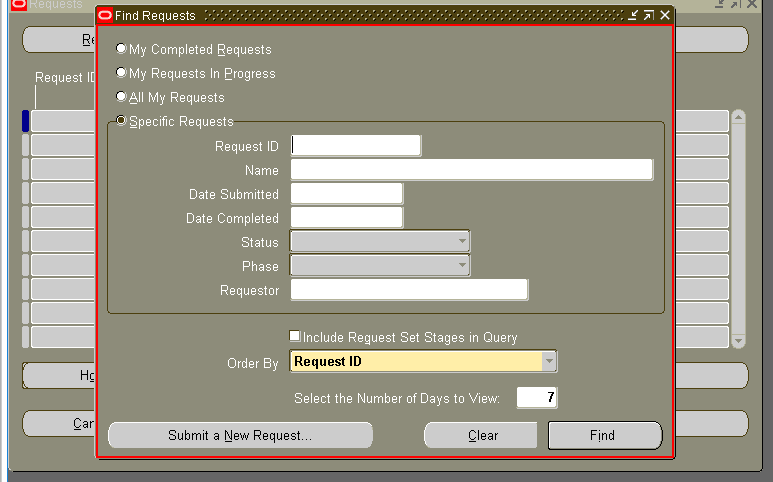 Requests
Find Requests
Re
My Completed Requests
Request ID
My Requests In Progress
All My Requests
Specific Requests
Request ID
Name
Date Submitted
Date Completed
Status
Phase
Requestor
Include Request Set Stages in Query
Order By Request ID
Select the Number of Days to View: 7
Submit a New Request... Clear Find
Can